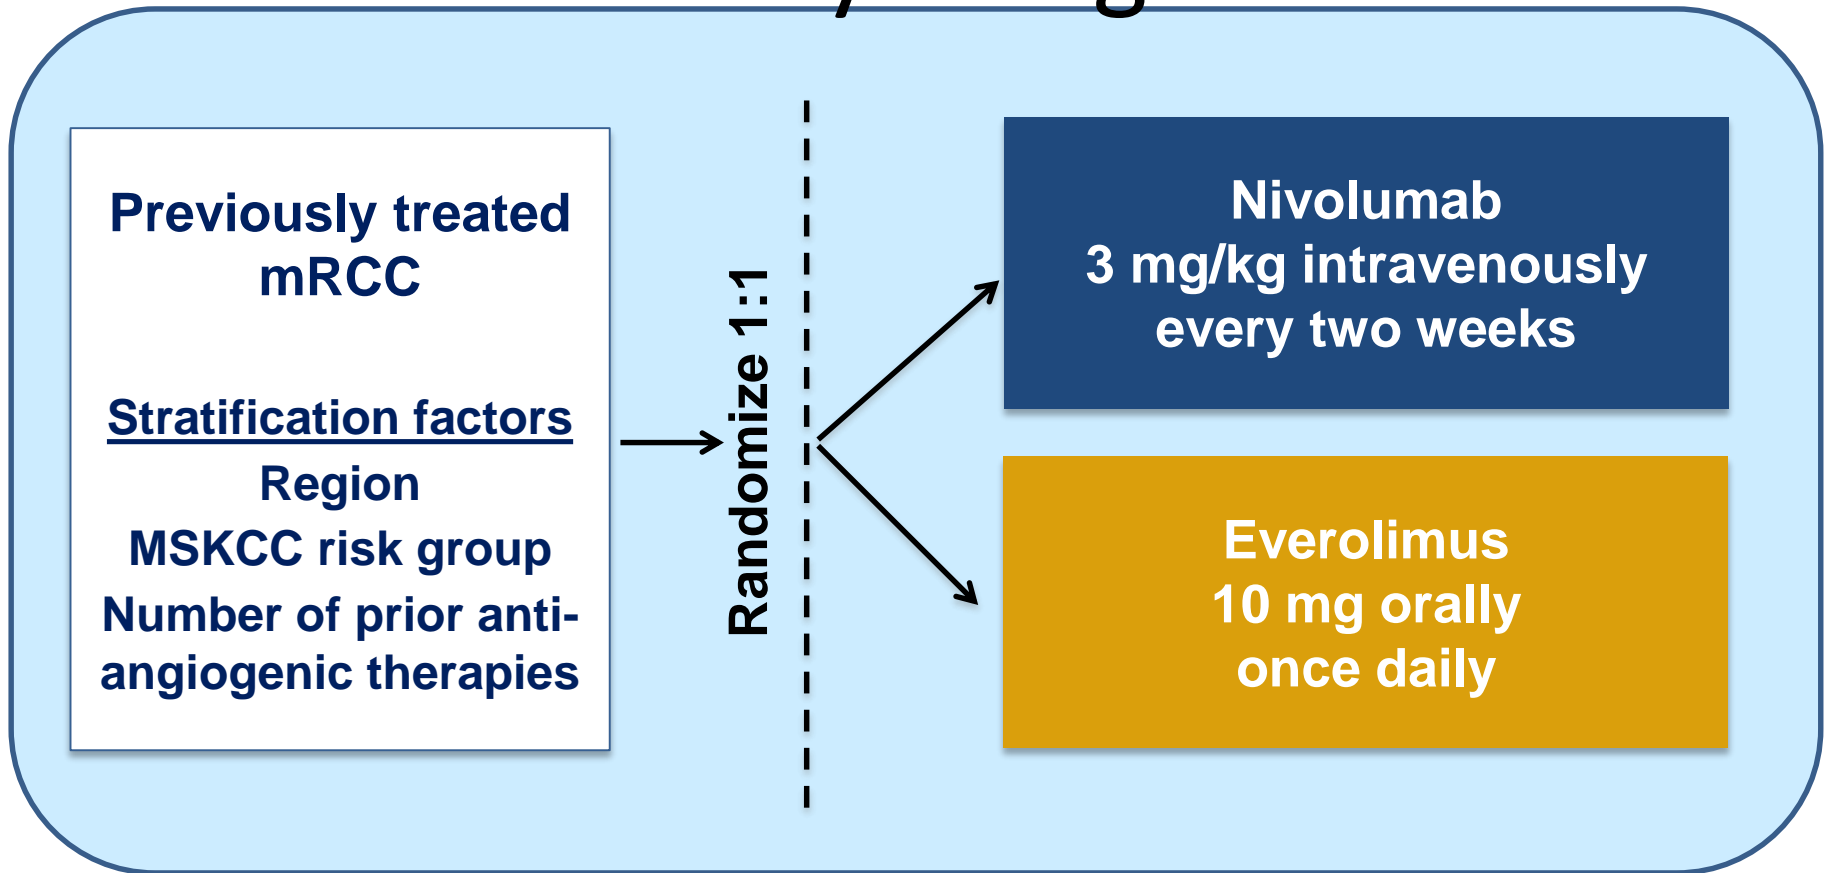 Previously treated
mRCC
Stratification factors
Region
MSKCC risk group
Number of prior anti-
angiogenic therapies
Randomize 1:1
Nivolumab
3 mg/kg intravenously
every two weeks
Everolimus
10 mg orally
once daily